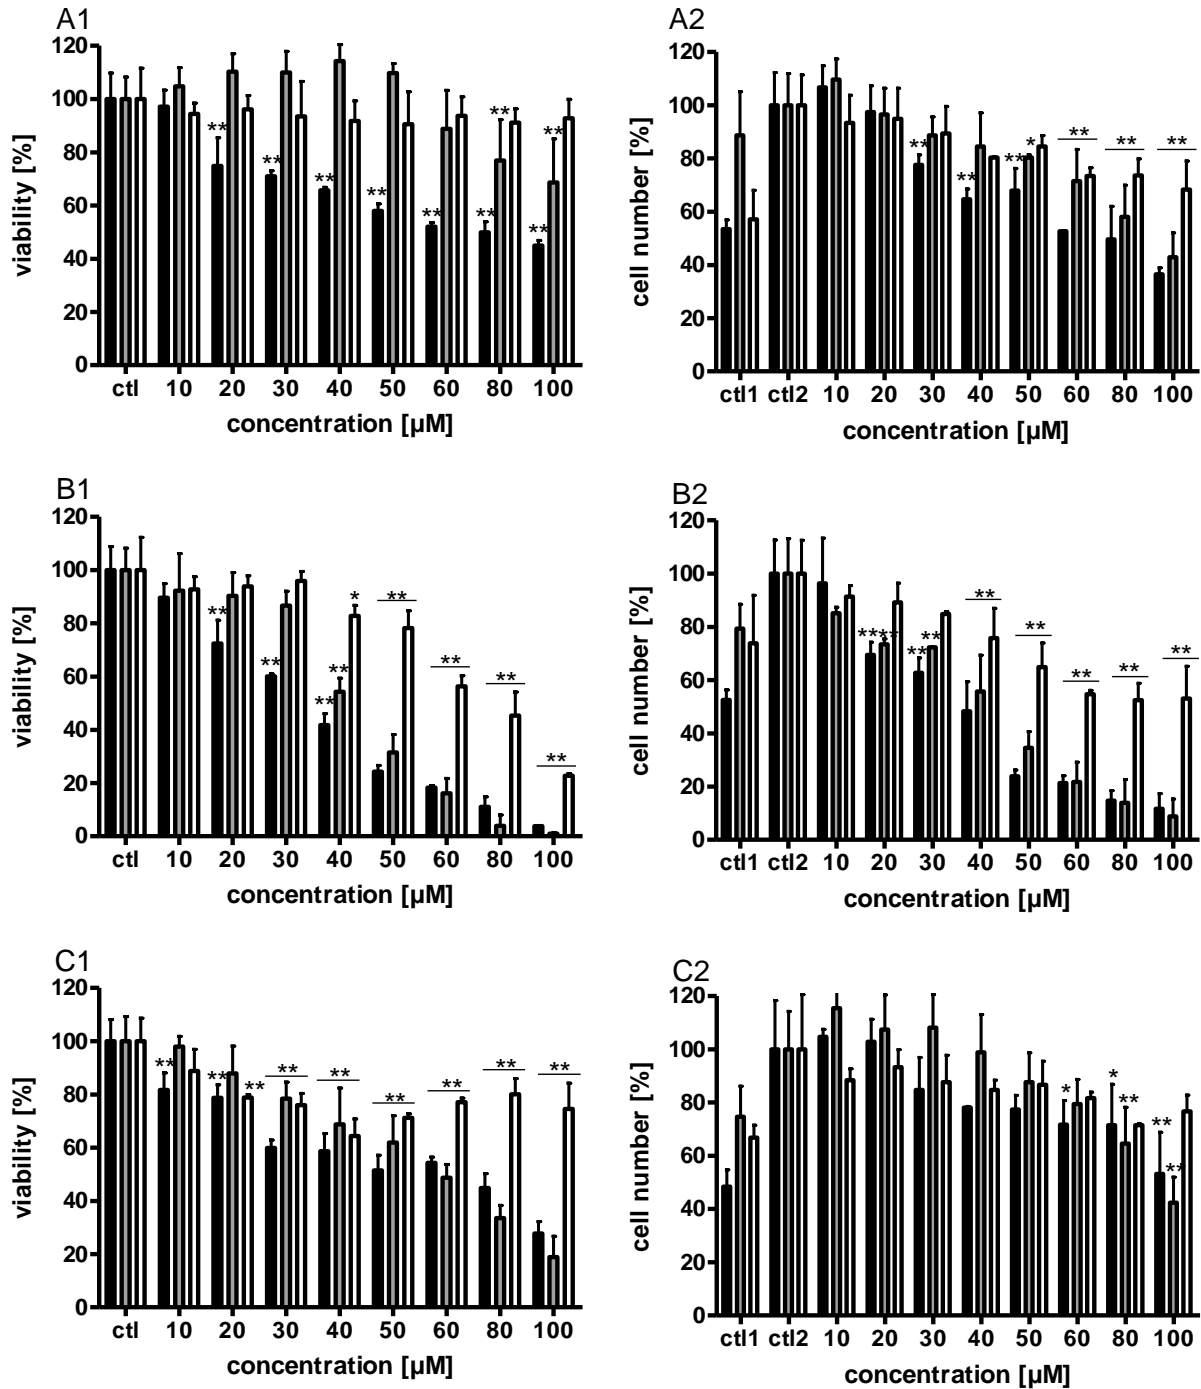 A1
120
100
80
60
40
20
0
viability [%]
** ** ** ** ** ** ** ** **
ctl 10 20 30 40 50 60 80 100
concentration [µM]
A2
120
100
80
60
40
20
0
cell number [%]
** ** ** * ** ** **
ctl1 ctl2 10 20 30 40 50 60 80 100
concentration [µM]
B1
120
100
80
60
40
20
0
viability [%]
** ** ** ** * ** ** ** **
ctl 10 20 30 40 50 60 80 100
concentration [µM]
B2
120
100
80
60
40
20
0
cell number [%]
** ** ** ** ** ** ** ** **
ctl1 ctl2 10 20 30 40 50 60 80 100
concentration [µM]
C1
120
100
80
60
40
20
0
viability [%]
** ** ** ** ** ** ** ** **
ctl 10 20 30 40 50 60 80 100
concentration [µM]
C2
120
100
80
60
40
20
0
cell number [%]
* * ** ** **
ctl1 ctl2 10 20 30 40 50 60 80 100
concentration [µM]